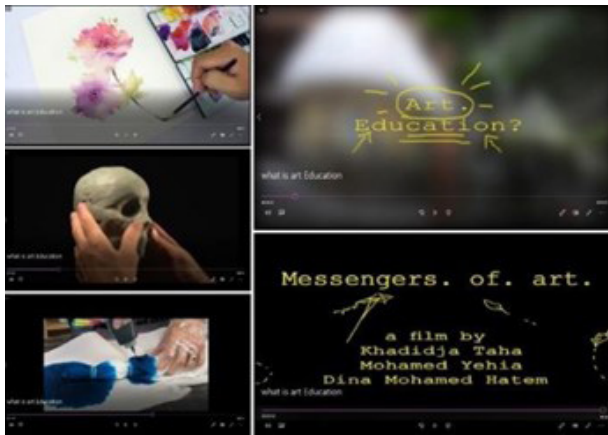 what is art Education
what is art Education
what is art Education
Art.
Education?
what is art Education
Messengers. of. art.
a film by
Khadidja Taha
Mohamed Yehia
Dina Mohamed Hatem
what is art Education